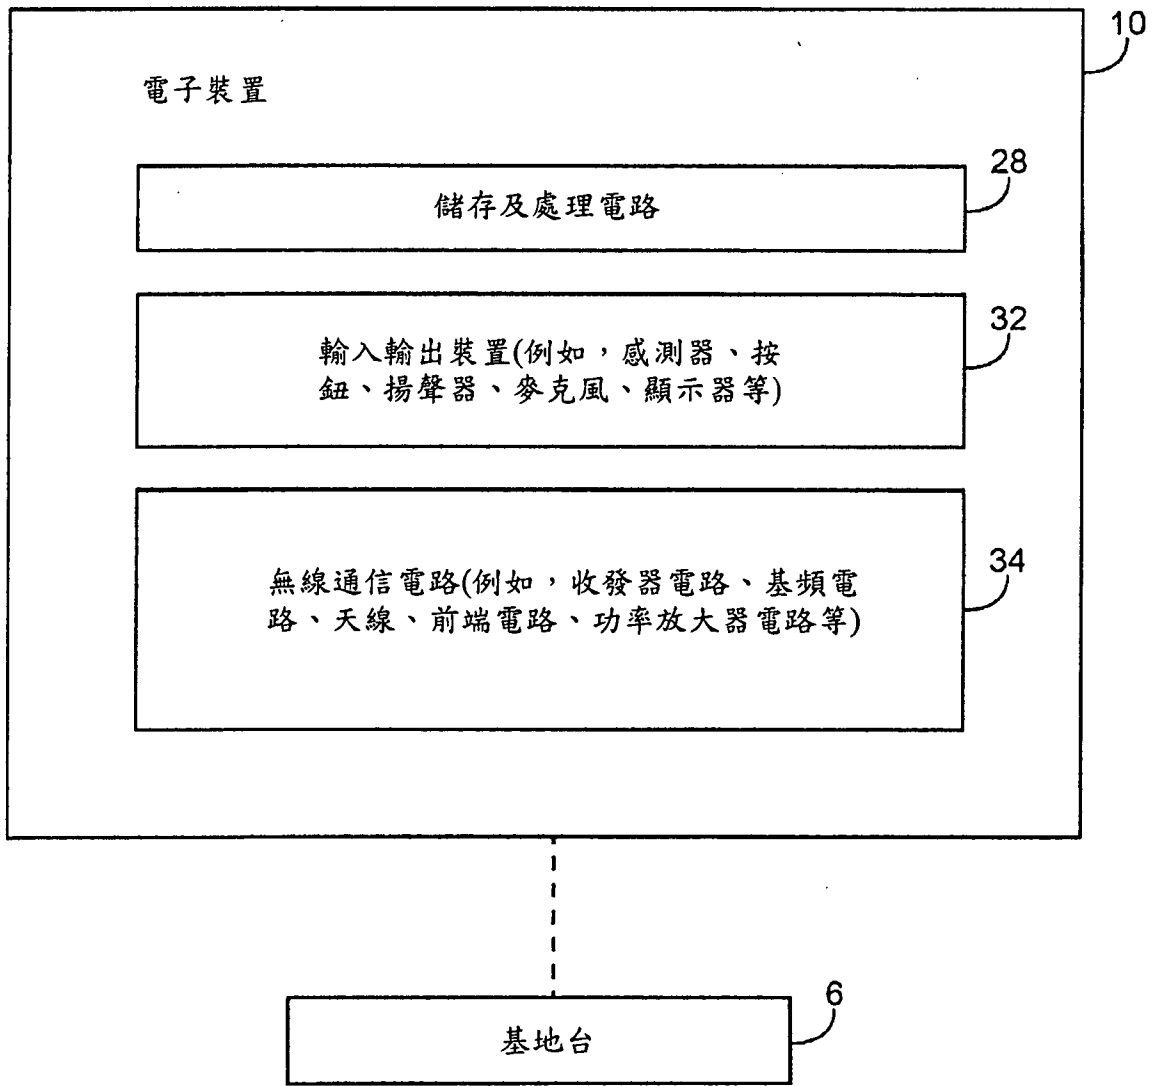 10
電子裝置
28
儲存及處理電路
32
輸入輸出裝置(例如，感測器、按
鈕、揚聲器、麥克風、顯示器等)
34
無線通信電路(例如，收發器電路、基頻電
路、天線、前端電路、功率放大器電路等)
6
基地台